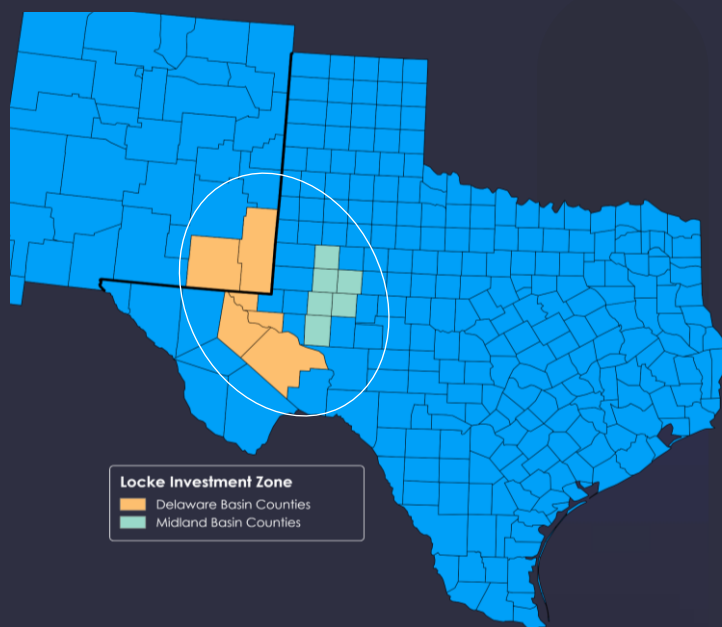 Locke Investment Zone
Delaware Basin Counties
Midland Basin Counties